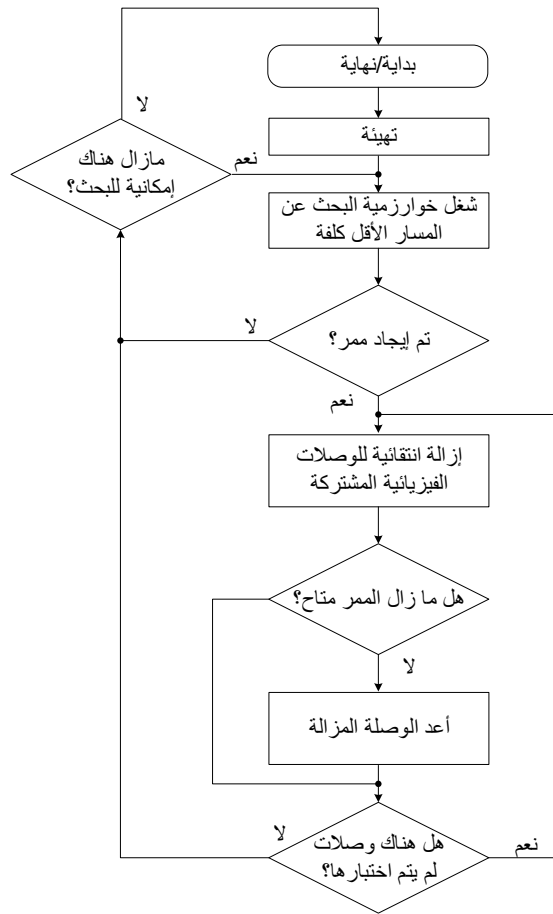 بداية/نهاية
لا
تهيئة
مازال هناك
إمكانية للبحث؟
نعم
شغل خوارزمية البحث عن
المسار الأقل كلفة
لا
تم إيجاد ممر؟
نعم
إزالة انتقائية للوصلات
الفيزيائية المشتركة
هل ما زال الممر متاح؟
لا
أعد الوصلة المزالة
لا
هل هناك وصلات
لم يتم اختبارها؟
نعم